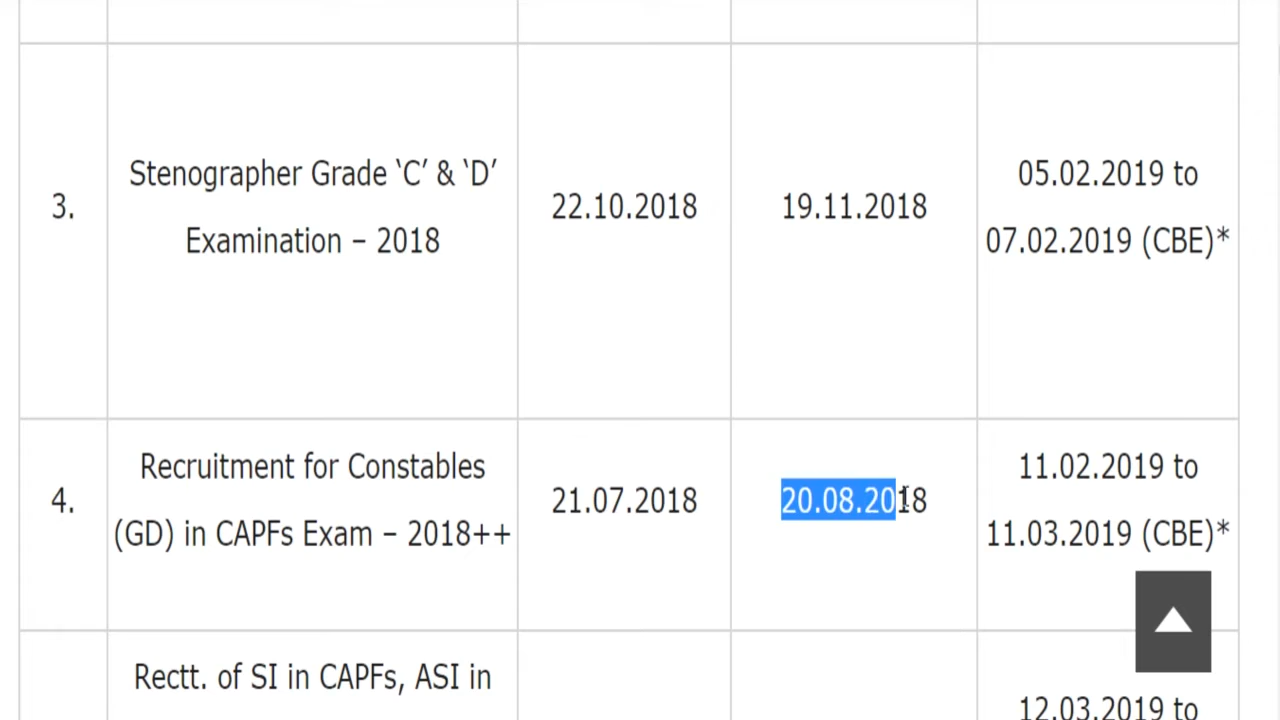 3.
Stenographer Grade ‘C’ & ‘D’
Examination – 2018
22.10.2018
19.11.2018
05.02.2019 to
07.02.2019 (CBE)*
4.
Recruitment for Constables
(GD) in CAPFs Exam – 2018++
21.07.2018
20.08.2018
11.02.2019 to
11.03.2019 (CBE)*
Rectt. of SI in CAPFs, ASI in
12.03.2019 to